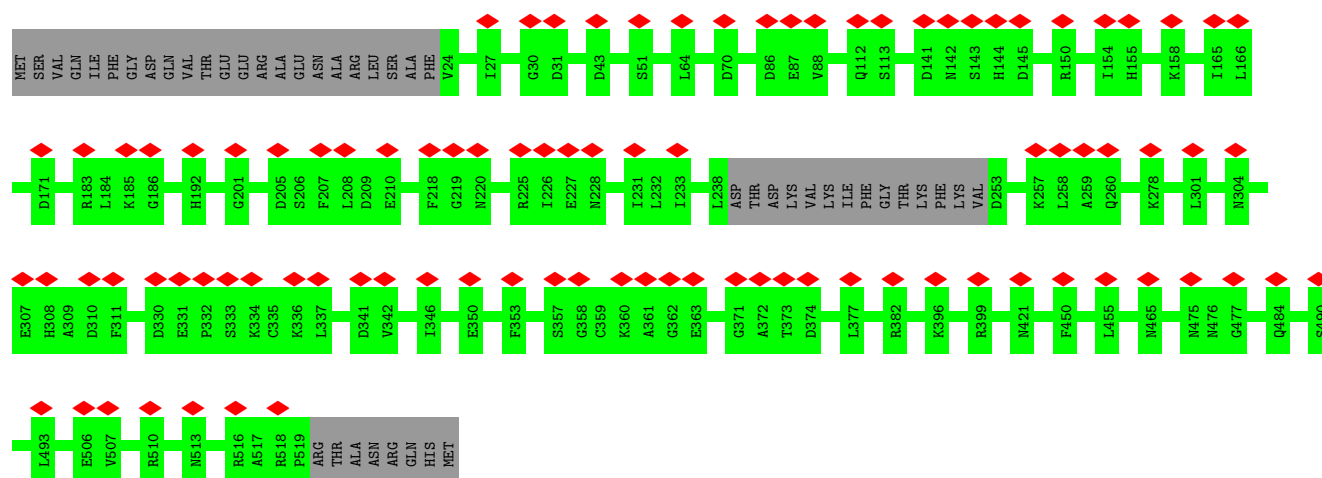 MET SER VAL GLN ILE PHE GLY ASP GLN VAL THR GLU GLU ARG ALA GLU ASN ALA ARG LEU SER ALA PHE V24 I27 G30 D31 D43 S51 L64 D70 D86 E87 V88 Q112 S113 D141 N142 S143 H144 D145 R150 I154 H155 K158 I165 L166
D171 R183 L184 K185 G186 H192 G201 D205 S206 F207 L208 D209 E210 F218 G219 N220 R225 I226 E227 N228 I231 L232 I233 L238 ASP THR ASP LYS VAL LYS ILE PHE GLY THR LYS PHE LYS VAL D253 K257 L258 A259 Q260 K278 L301 N304
E307 H308 A309 D310 F311 D330 E331 P332 S333 K334 C335 K336 L337 D341 V342 I346 E350 F353 S357 G358 G359 K360 A361 G362 E363 G371 A372 T373 D374 L377 R382 K396 R399 N421 F450 L455 N465 N475 N476 G477 Q484 S490
L493 E506 V507 R510 N513 R516 A517 R518 P519 ARG THR ALA ASN ARG GLN HIS MET